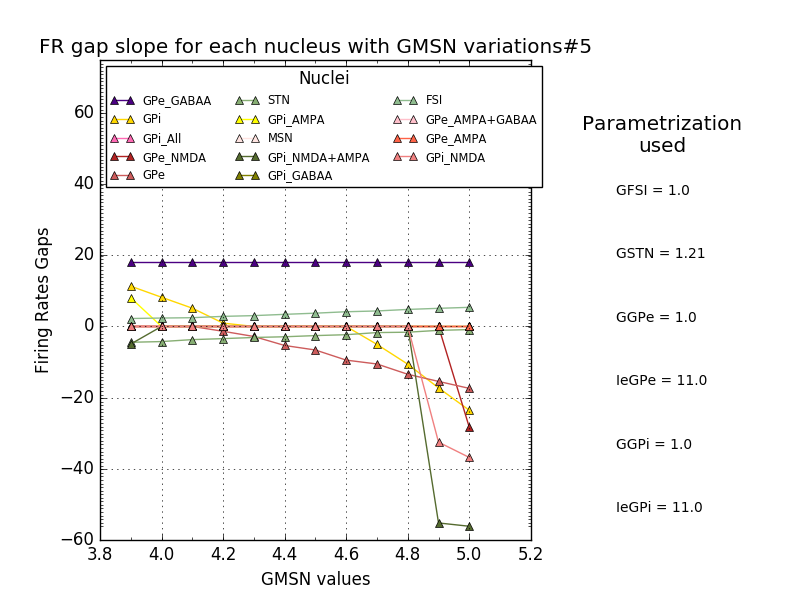 FR gap slope for each nucleus with GMSN variations#5
Nuclei
GPe_GABAA
GPi
GPi_All
GPe_NMDA
GPe
STN
GPi_AMPA
MSN
GPi_NMDA+AMPA
GPi_GABAA
FSI
GPe_AMPA+GABAA
GPe_AMPA
GPi_NMDA
Firing Rates Gaps
60
40
20
0
−20
−40
−60
3.8 4.0 4.2 4.4 4.6 4.8 5.0 5.2
GMSN values
Parametrization
used
GFSI = 1.0
GSTN = 1.21
GGPe = 1.0
IeGPe = 11.0
GGPi = 1.0
IeGPi = 11.0